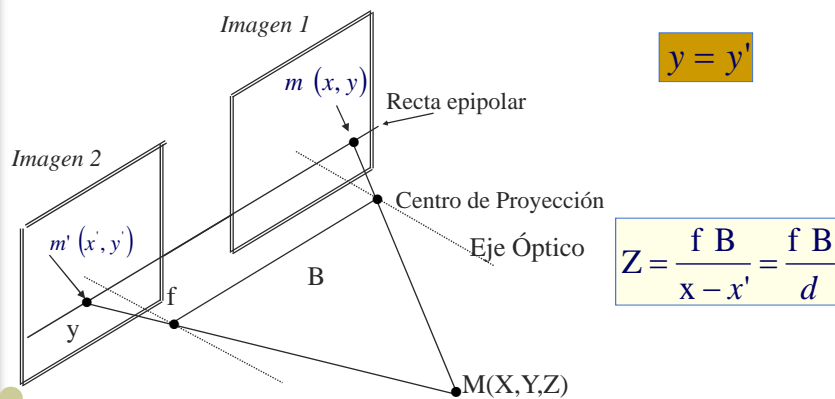 Imagen 1
y = y'
m (x, y)
Recta epipolar
Imagen 2
Centro de Proyección
m' (x', y')
Eje Óptico
Z = f B / x − x' = f B / d
f
B
y
M(X,Y,Z)